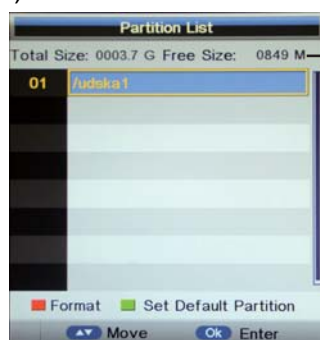 Partition List
Total Size: 0003.7 G Free Size: 0849 M
01 /udska1
Format Set Default Partition
Move Ok Enter